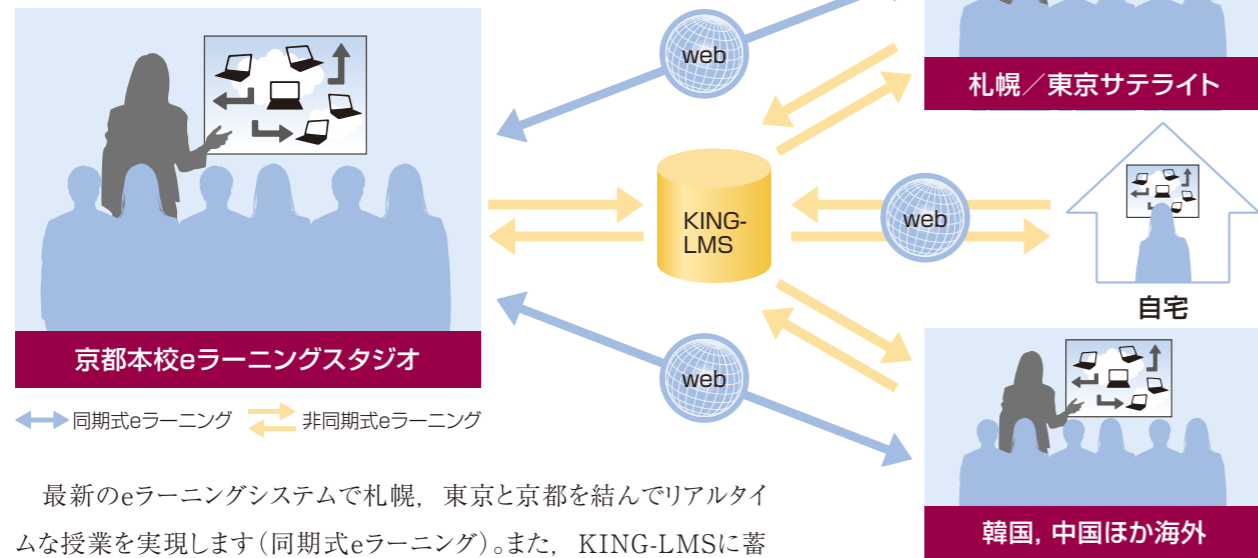 web
札幌／東京サテライト
KING-
LMS
web
自宅
京都本校eラーニングスタジオ
web
同期式eラーニング 非同期式eラーニング
最新のeラーニングシステムで札幌，東京と京都を結んでリアルタイ
ムな授業を実現します（同期式eラーニング）。また，KING-LMSに蓄
韓国，中国ほか海外